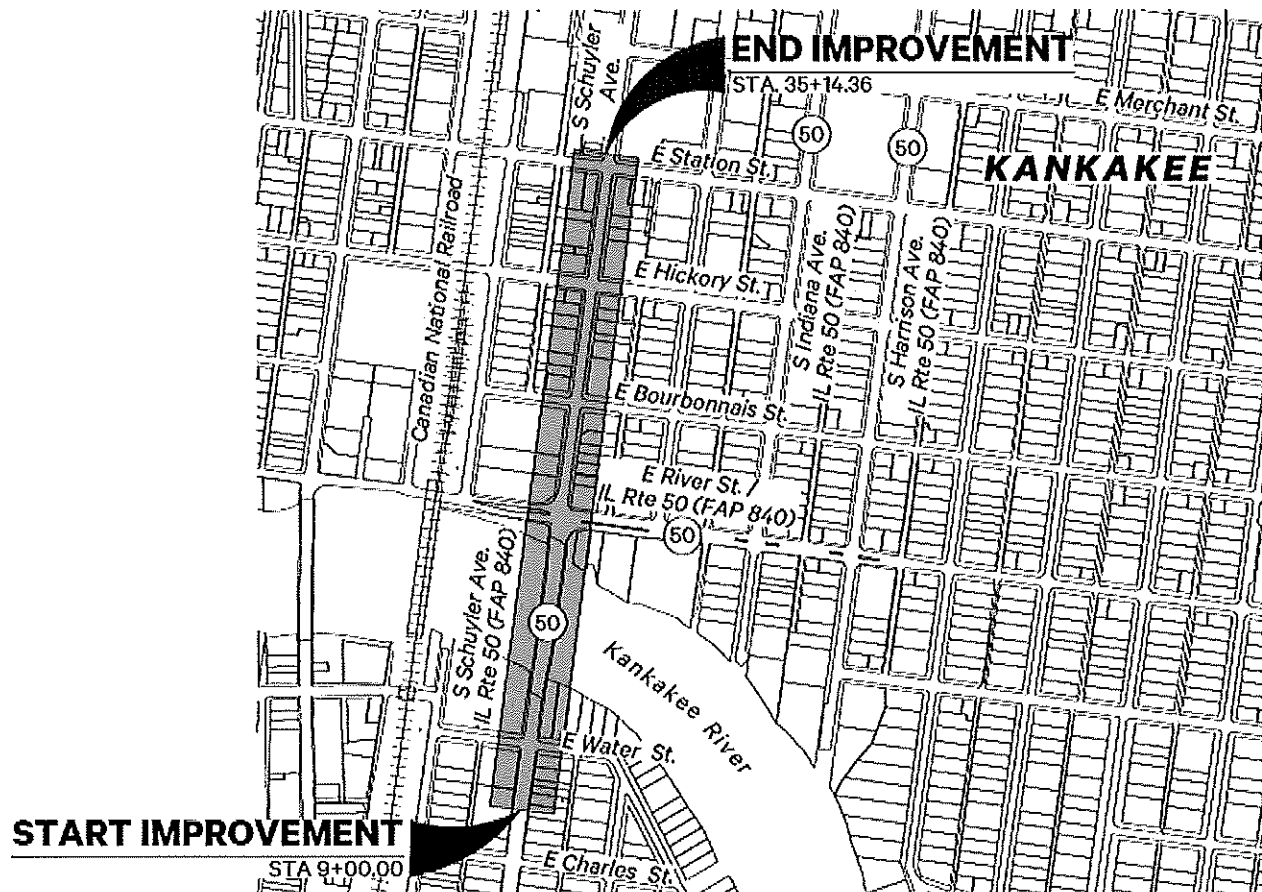 END IMPROVEMENT
STA. 35+14.36
S Schuyler
Ave.
E Merchant St.
50
50
KANKAKEE
E Station St.
Canadian National Railroad
E Hickory St.
S Indiana Ave.
IL Rte 50 (FAP 840)
S Harrison Ave.
IL Rte 50 (FAP 840)
E Bourbonnais St.
E River St. /
IL Rte 50 (FAP 840)
50
S Schuyler Ave.
IL Rte 50 (FAP 840)
50
Kankakee River
E Water St.
START IMPROVEMENT
STA 9+00.00
E Charles St.